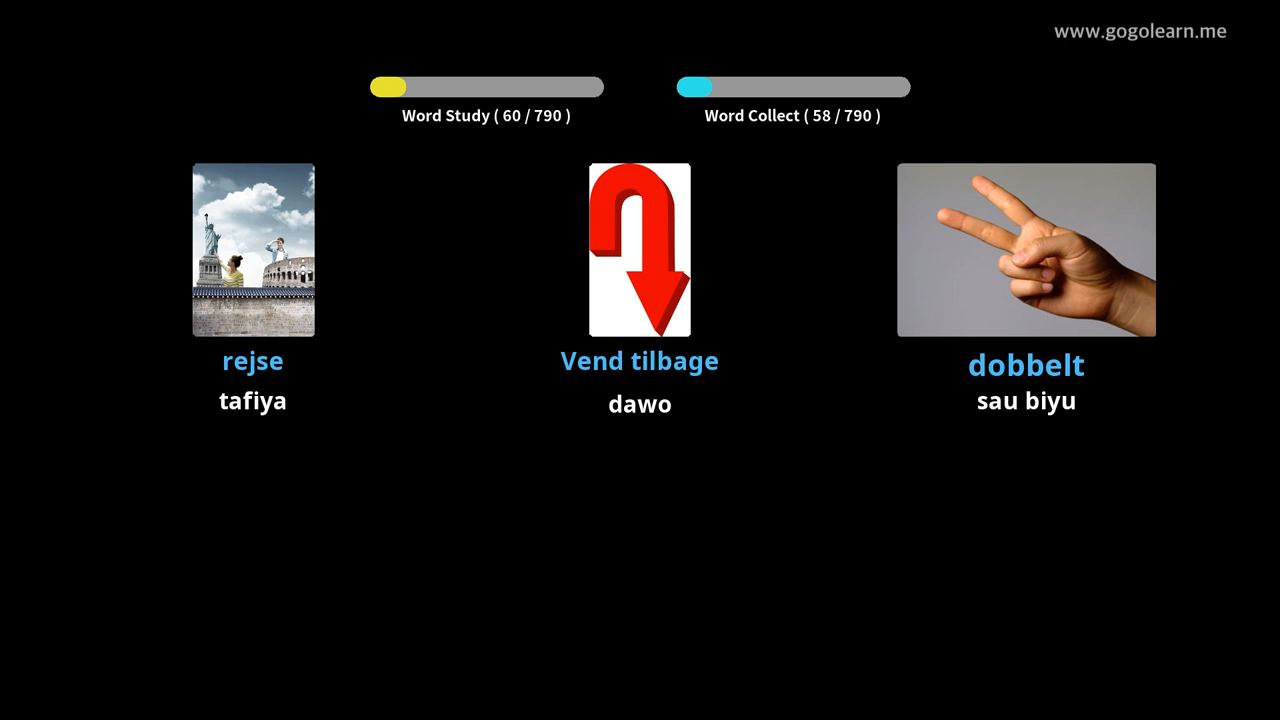 www.gogolearn.me
Word Study ( 60 / 790 )
Word Collect ( 58 / 790 )
rejse
tafiya
Vend tilbage
dawo
dobbelt
sau biyu